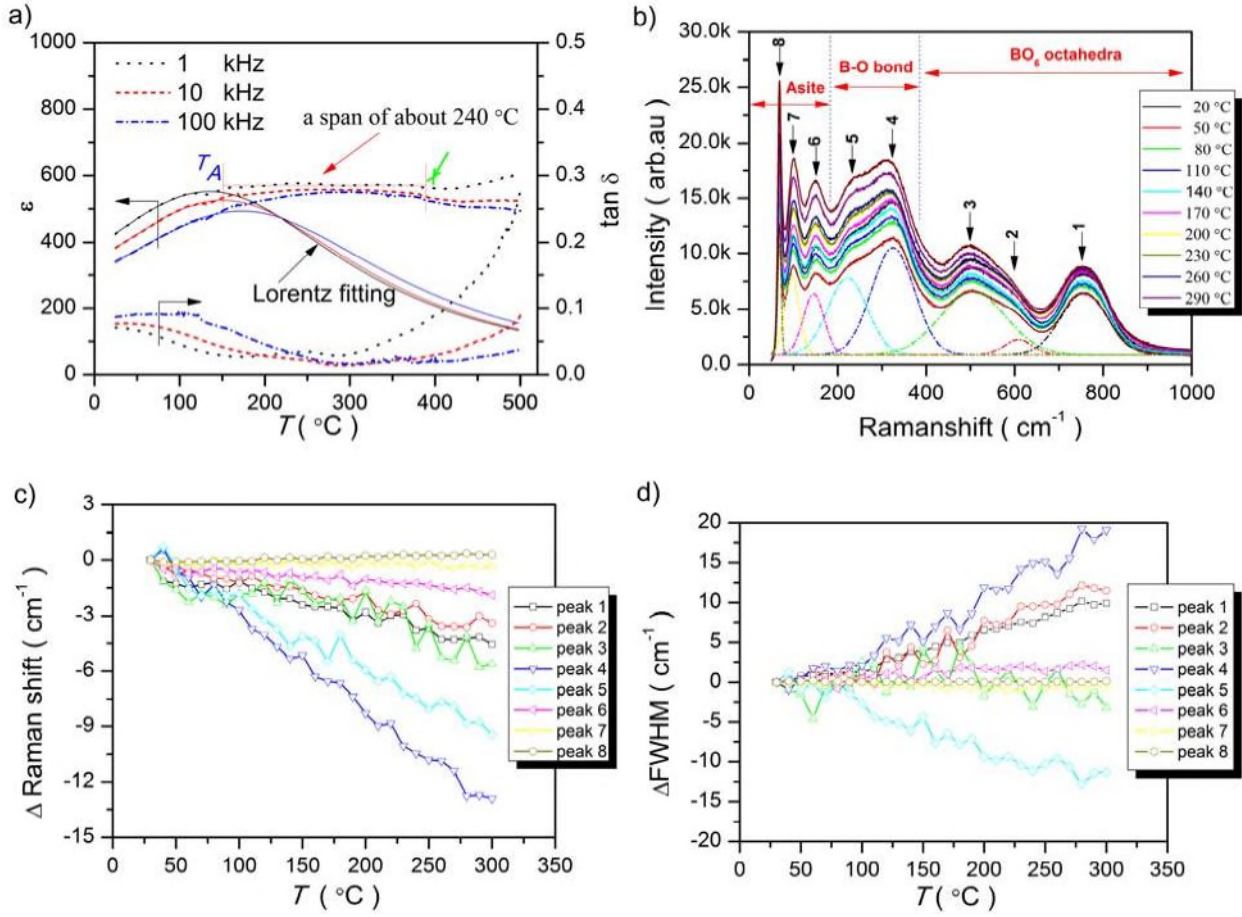 a)
1000
800
600
400
200
0
ε
0.5
0.4
0.3
0.2
0.1
0.0
tan δ
1 kHz
10 kHz
100 kHz
a span of about 240 °C
T_A
Lorentz fitting
0 100 200 300 400 500
T ( °C)
b)
30.0k
25.0k
20.0k
15.0k
10.0k
5.0k
0.0
Intensity ( arb.au)
Asite
B-O bond
BO₆ octahedra
8
7
6
5
4
3
2
1
20 °C
50 °C
80 °C
110 °C
140 °C
170 °C
200 °C
230 °C
260 °C
290 °C
0 200 400 600 800 1000
Ramanshift ( cm⁻¹ )
c)
3
0
-3
-6
-9
-12
-15
Δ Raman shift ( cm⁻¹ )
peak 1
peak 2
peak 3
peak 4
peak 5
peak 6
peak 7
peak 8
0 50 100 150 200 250 300 350
T ( °C)
d)
20
15
10
5
0
-5
-10
-15
-20
ΔFWHM ( cm⁻¹ )
peak 1
peak 2
peak 3
peak 4
peak 5
peak 6
peak 7
peak 8
0 50 100 150 200 250 300 350
T ( °C)